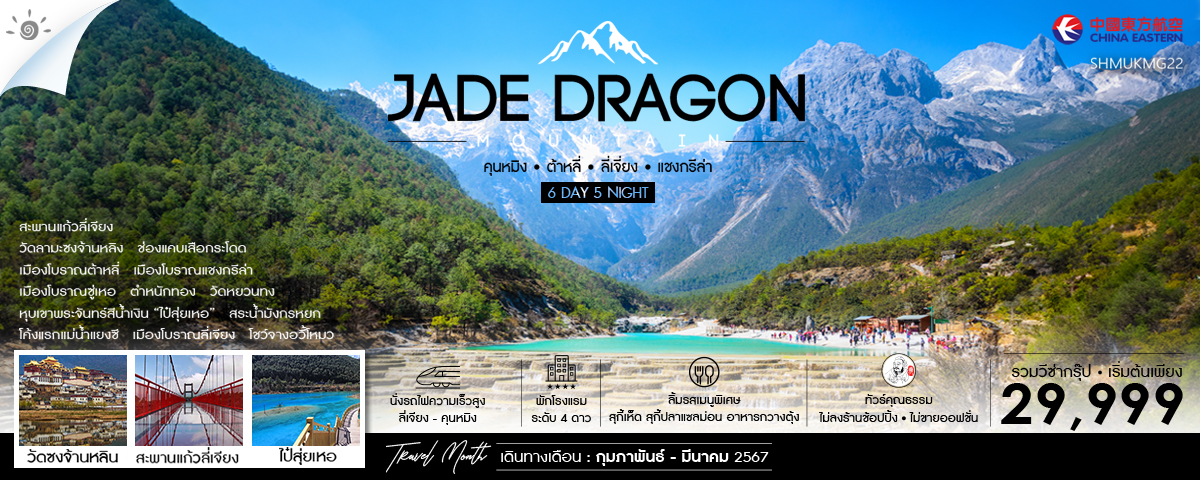 中國東方航空
CHINA EASTERN
SHMUKMG22
JADE DRAGON
MOUNTAIN
คุนหมิง • ต้าหลี่ • ลี่เจี่ยง • แชงกรีล่า
6 DAY 5 NIGHT
สะพานแก้วลี่เจียง
วัดลามะซงจ้านหลิง ช่องแคบเสือกระโดด
เมืองโบราณต้าหลี่ เมืองโบราณแชงกรีล่า
เมืองโบราณซู่เหอ ตำหนักทอง วัดหยวนทง
หุบเขาพระจันทร์สีน้ำเงิน “ไป๋สุ่ยเหอ” สระน้ำมังกรหยก
โค้งแรกแม่น้ำแยงซี เมืองโบราณลี่เจียง โชว์จางอวี้โหมว
วัดซงจ้านหลิน
สะพานแก้วลี่เจียง
ไป๋สุ่ยเหอ
นั่งรถไฟความเร็วสูง
ลี่เจียง - คุนหมิง
พักโรงแรม
ระดับ 4 ดาว
ลิ้มรสเมนูพิเศษ
สุกี้เห็ด สุกี้ปลาแซลม่อน อาหารกวางตุ้ง
ทัวร์คุณธรรม
ไม่ลงร้านช้อปปิ้ง • ไม่ขายออฟชั่น
รวมวีซ่ากรุ๊ป • เริ่มต้นเพียง
29,999
Travel Month
เดินทางเดือน : กุมภาพันธ์ - มีนาคม 2567